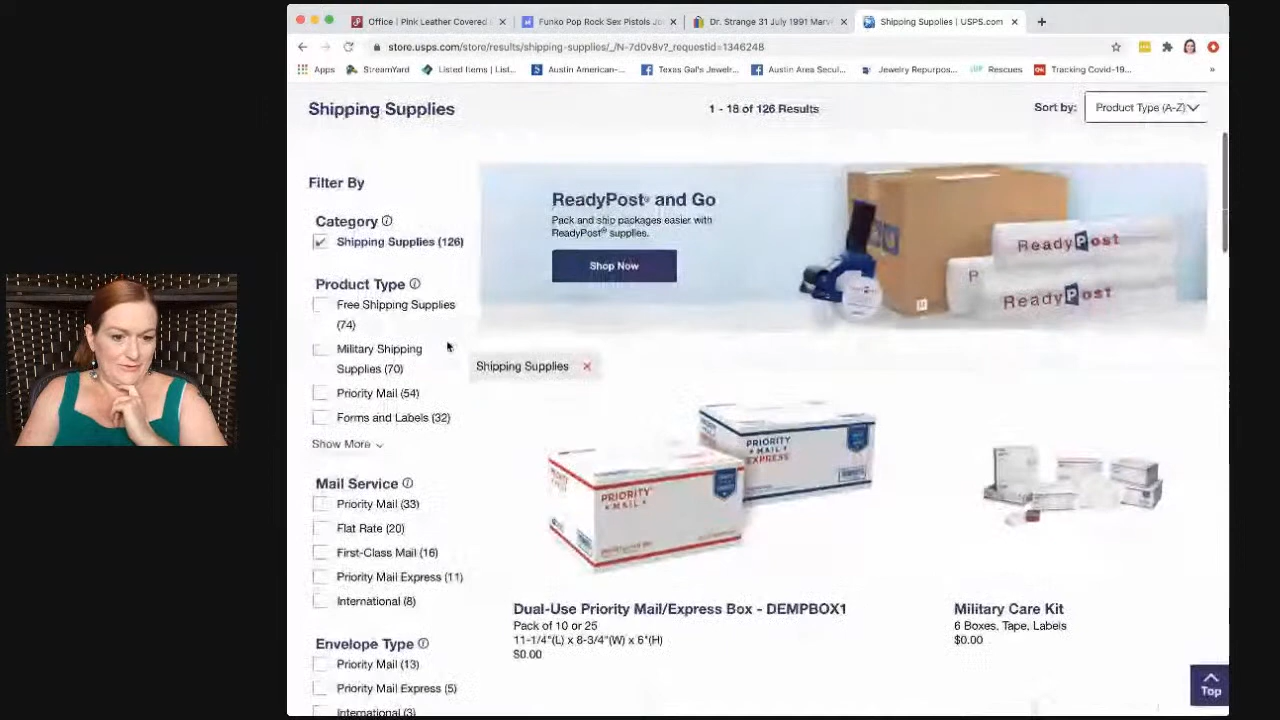 Office | Pink Leather Covered
Funko Pop Rock Sex Pistols Jo
Dr. Strange 31 July 1991 Marv
Shipping Supplies | USPS.com
store.usps.com/store/results/shipping-supplies/_/N-7d0v8v?_requestid=1346248
Apps
StreamYard
Listed Items | List...
Austin American-...
Texas Gal's Jewelr...
Austin Area Secul...
Jewelry Repurpos...
Rescues
Tracking Covid-19...
Shipping Supplies
1 - 18 of 126 Results
Sort by:
Product Type (A-Z)
Filter By
Category
Shipping Supplies (126)
Product Type
Free Shipping Supplies
(74)
Military Shipping
Supplies (70)
Priority Mail (54)
Forms and Labels (32)
Show More
Mail Service
Priority Mail (33)
Flat Rate (20)
First-Class Mail (16)
Priority Mail Express (11)
International (8)
Envelope Type
Priority Mail (13)
Priority Mail Express (5)
International (3)
ReadyPost® and Go
Pack and ship packages easier with
ReadyPost® supplies.
Shop Now
ReadyPost
ReadyPost
Shipping Supplies
PRIORITY
MAIL
EXPRESS
PRIORITY
MAIL
Dual-Use Priority Mail/Express Box - DEMPBOX1
Pack of 10 or 25
11-1/4"(L) x 8-3/4"(W) x 6"(H)
$0.00
Military Care Kit
6 Boxes, Tape, Labels
$0.00
Top